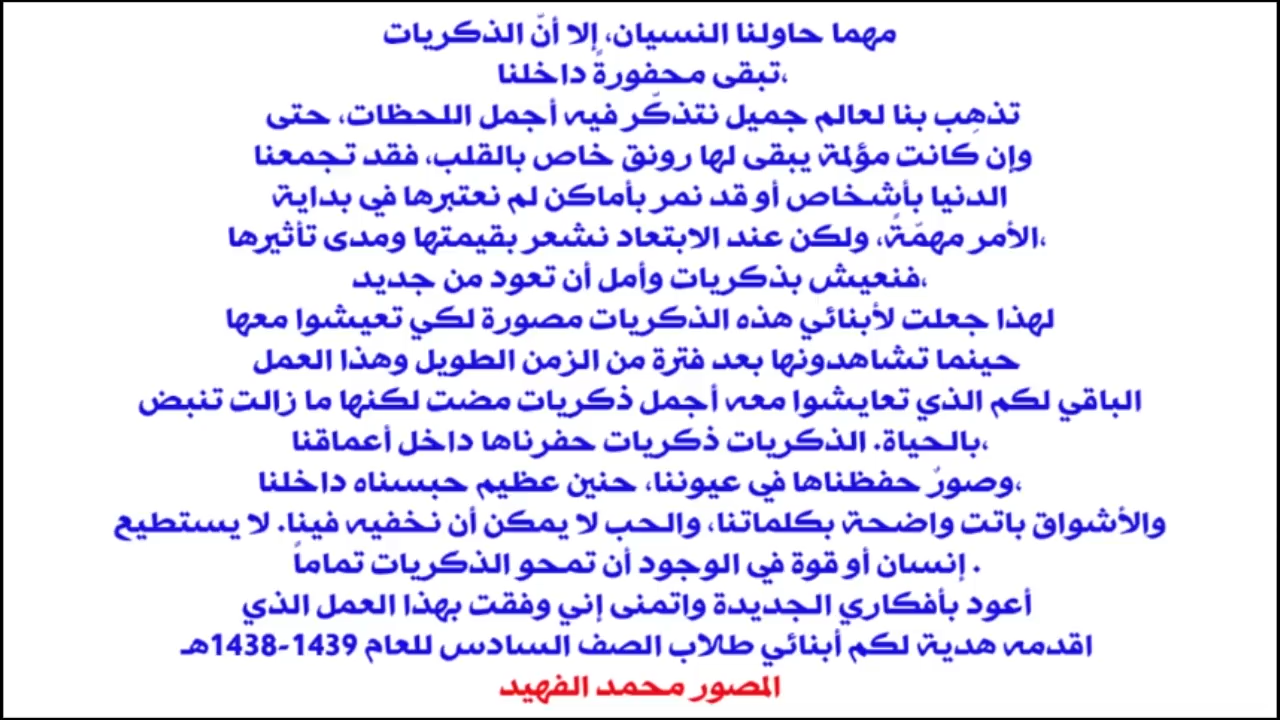 مهما حاولنا النسيان، إلا أنّ الذكريات
تبقى محفورةً داخلنا،
تذهِب بنا لعالم جميل نتذكّر فيه أجمل اللحظات، حتى
وإن كانت مؤلمة يبقى لها رونق خاص بالقلب، فقد تجمعنا
الدنيا بأشخاص أو قد نمر بأماكن لم نعتبرها في بداية
الأمر مهمّةً، ولكن عند الابتعاد نشعر بقيمتها ومدى تأثيرها،
فنعيش بذكريات وأمل أن تعود من جديد،
لهذا جعلت لأبنائي هذه الذكريات مصورة لكي تعيشوا معها
حينما تشاهدونها بعد فترة من الزمن الطويل وهذا العمل
الباقي لكم الذي تعايشوا معه أجمل ذكريات مضت لكنها ما زالت تنبض
بالحياة. الذكريات ذكريات حفرناها داخل أعماقنا،
وصورٌ حفظناها في عيوننا، حنين عظيم حبسناه داخلنا،
والأشواق باتت واضحة بكلماتنا، والحب لا يمكن أن نخفيه فينا. لا يستطيع
إنسان أو قوة في الوجود أن تمحو الذكريات تماماً .
أعود بأفكاري الجديدة واتمنى إني وفقت بهذا العمل الذي
اقدمه هدية لكم أبنائي طلاب الصف السادس للعام 1439-1438هـ
المصور محمد الفهيد